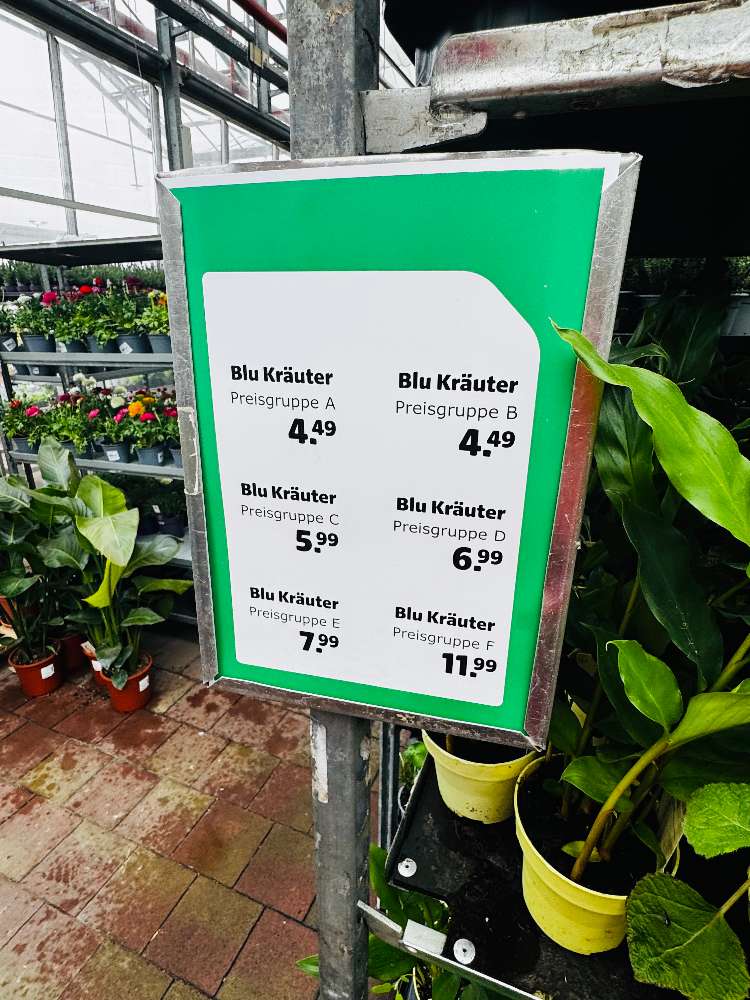 Blu Kräuter
Preisgruppe A
4.49
Blu Kräuter
Preisgruppe B
4.49
Blu Kräuter
Preisgruppe C
5.99
Blu Kräuter
Preisgruppe D
6.99
Blu Kräuter
Preisgruppe E
7.99
Blu Kräuter
Preisgruppe F
11.99